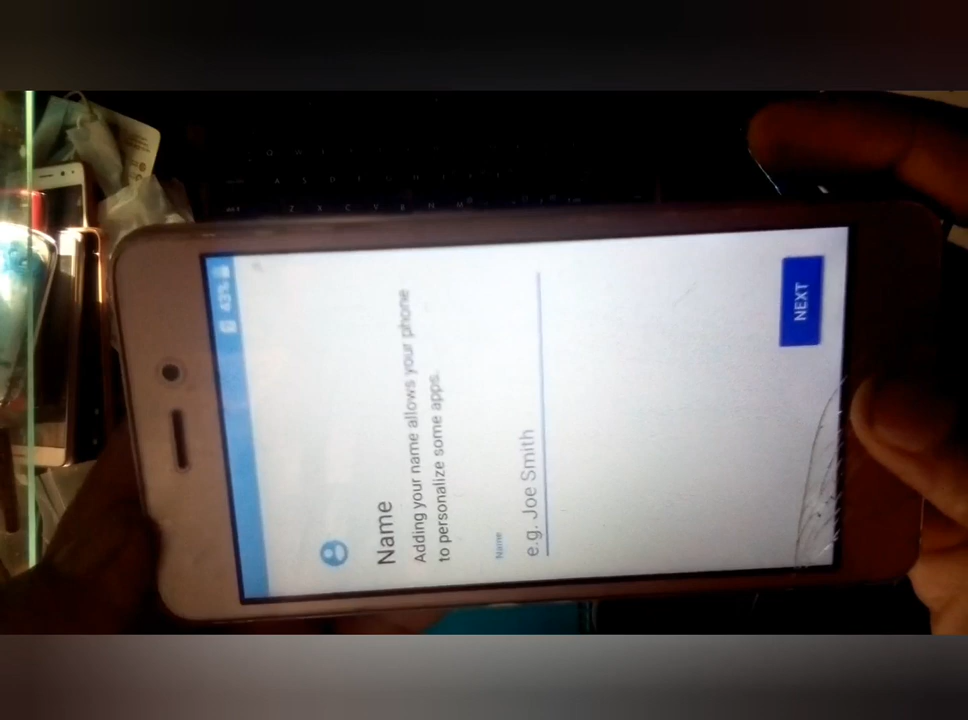 43%
Name
Adding your name allows your phone
to personalize some apps.
Name
e.g. Joe Smith
NEXT